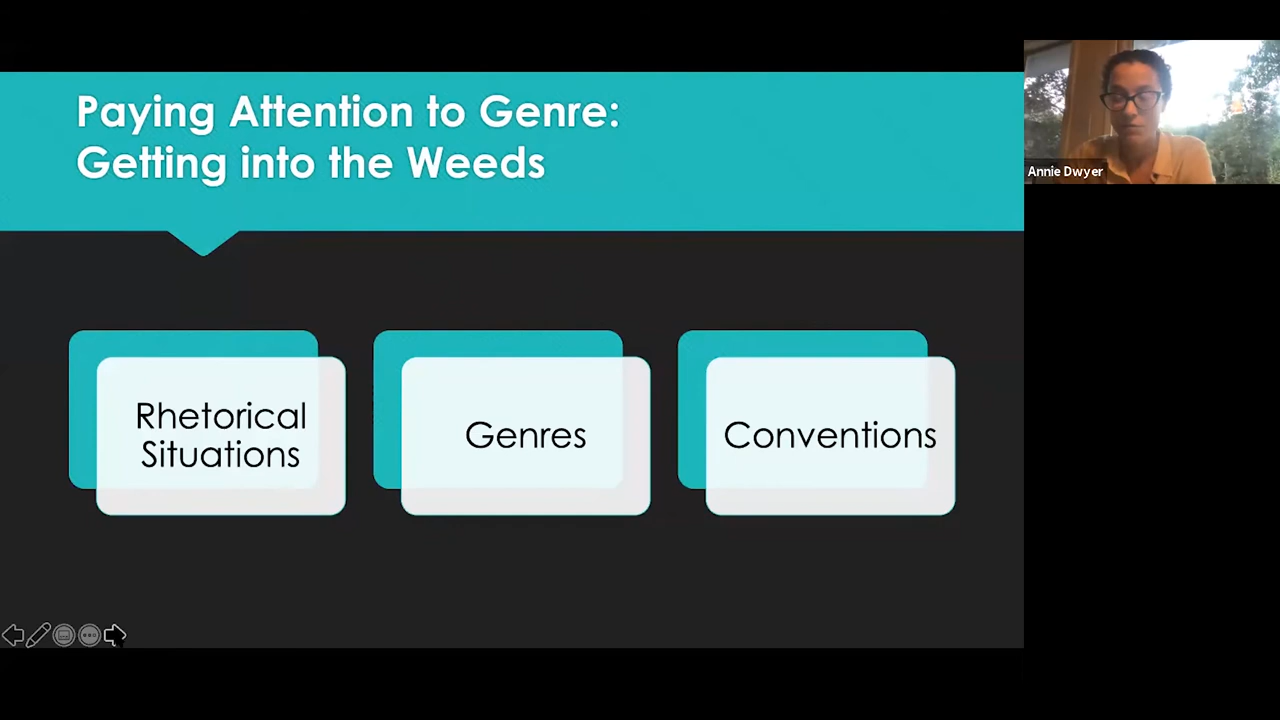 Paying Attention to Genre:
Getting into the Weeds
Rhetorical
Situations
Genres
Conventions
Annie Dwyer